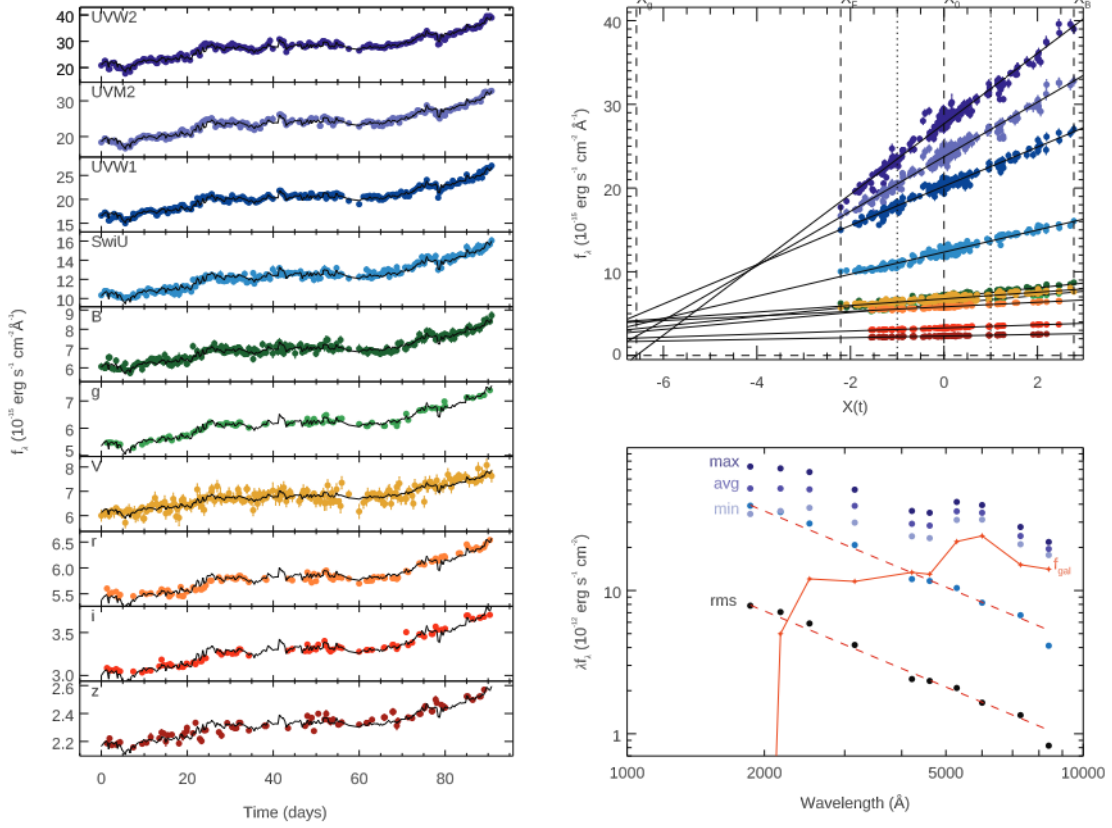 UVW2
40
30
20
UVM2
30
20
UVW1
25
20
15
SwiU
16
14
12
10
B
9
8
7
6
g
7
6
5
V
8
7
6
r
6.5
6.0
5.5
i
3.5
3.0
z
2.6
2.4
2.2
0 20 40 60 80
Time (days)
f_λ (10⁻¹⁵ erg s⁻¹ cm⁻² Å⁻¹)
X_g X_F X_0 X_B
40
30
20
10
0
-6 -4 -2 0 2
X(t)
f_λ (10⁻¹⁵ erg s⁻¹ cm⁻² Å⁻¹)
max
avg
min
rms
f_gal
10
1
1000 2000 5000 10000
Wavelength (Å)
λf_λ (10⁻¹² erg s⁻¹ cm⁻²)